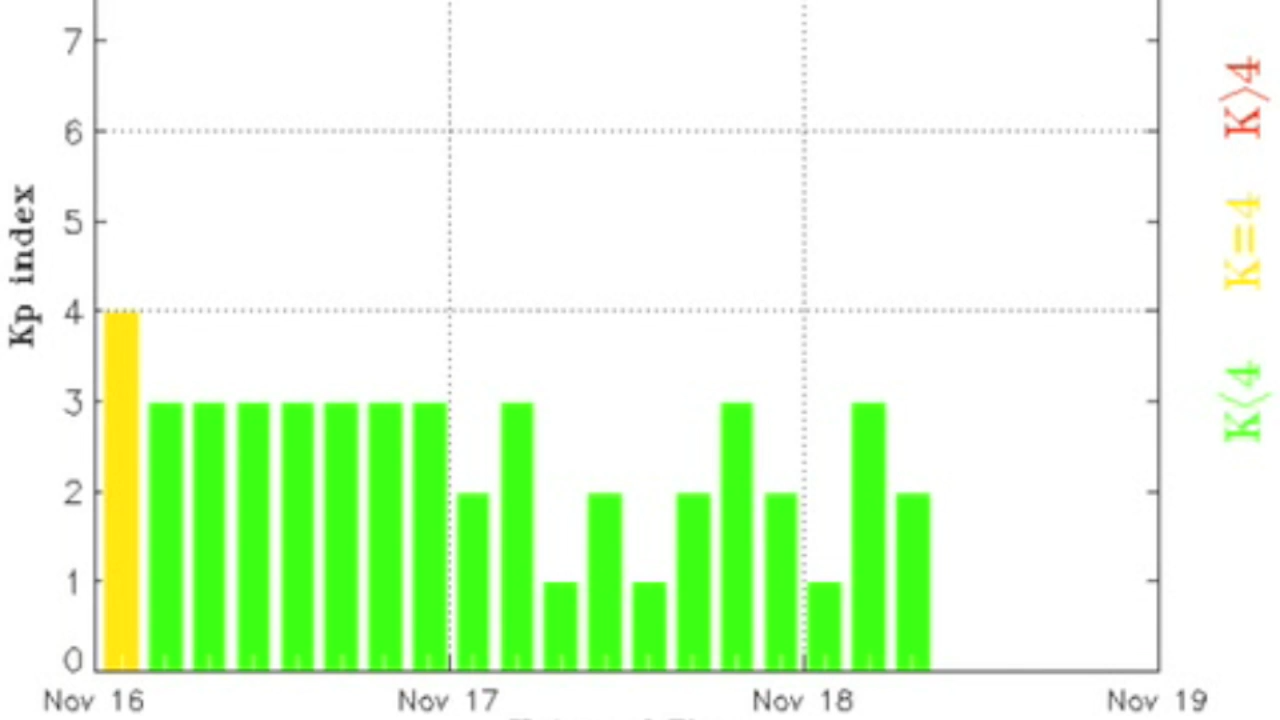 7
6
5
4
3
2
1
0
Kp index
Nov 16
Nov 17
Nov 18
Nov 19
K>4
K=4
K<4